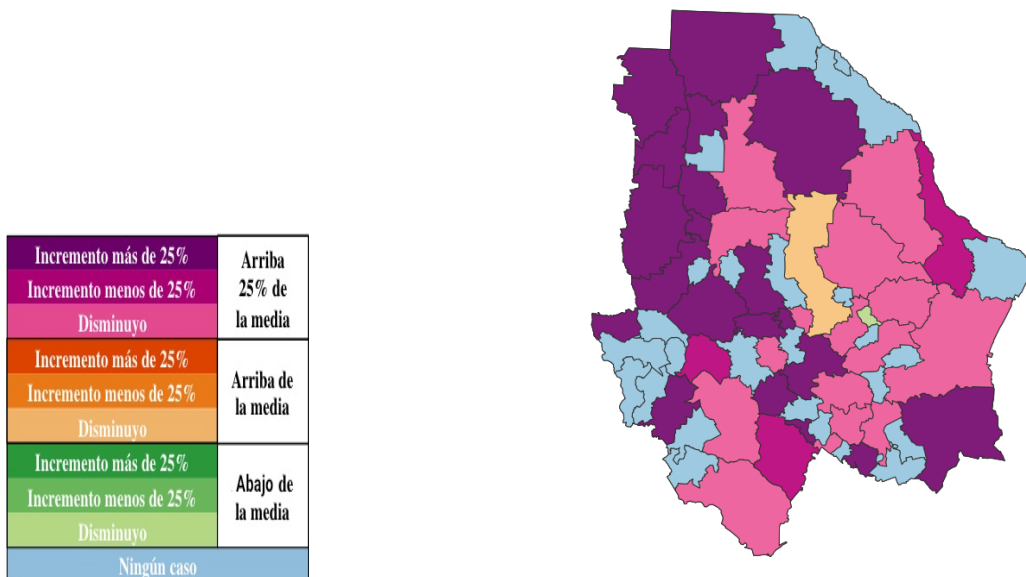 Incremento más de 25%
Incremento menos de 25%
Disminuyo
Arriba
25% de
la media
Incremento más de 25%
Incremento menos de 25%
Disminuyo
Arriba de
la media
Incremento más de 25%
Incremento menos de 25%
Disminuyo
Abajo de
la media
Ningún caso